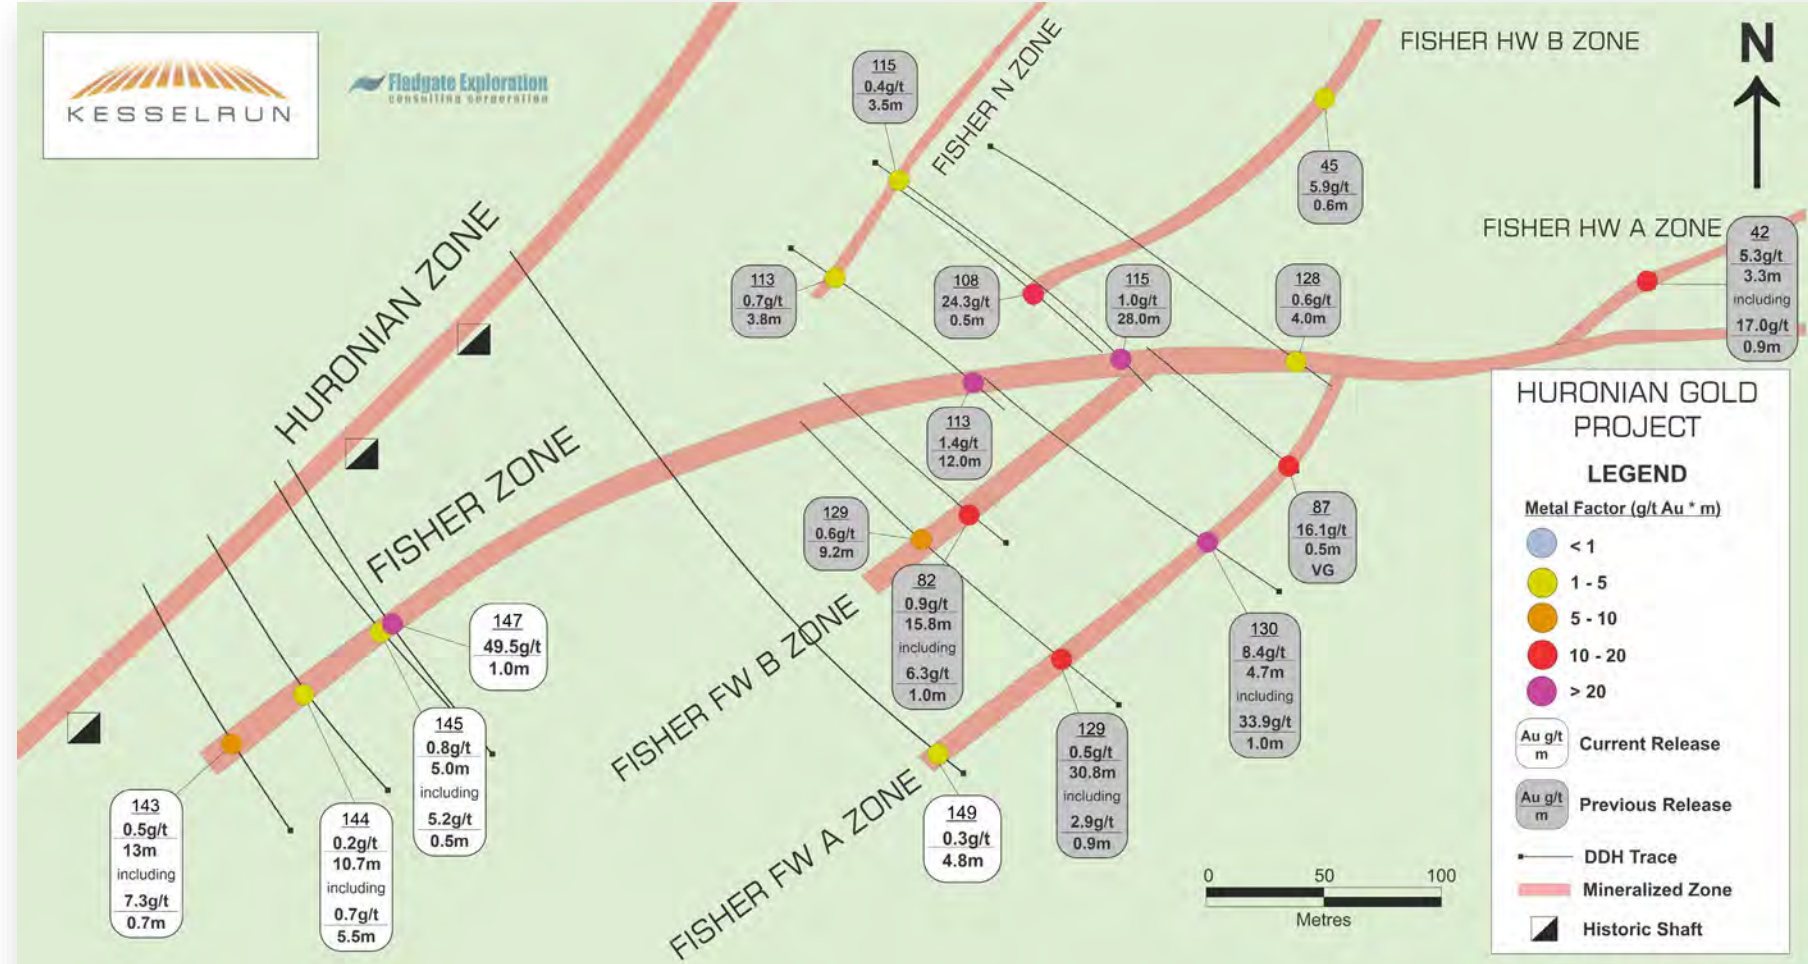 KESSELRUN
Fladgate Exploration
consulting corporation
FISHER HW B ZONE
N
FISHER N ZONE
115
0.4g/t
3.5m
45
5.9g/t
0.6m
FISHER HW A ZONE
42
5.3g/t
3.3m
including
17.0g/t
0.9m
HURONIAN ZONE
113
0.7g/t
3.8m
108
24.3g/t
0.5m
115
1.0g/t
28.0m
128
0.6g/t
4.0m
FISHER ZONE
113
1.4g/t
12.0m
129
0.6g/t
9.2m
87
16.1g/t
0.5m
VG
82
0.9g/t
15.8m
including
6.3g/t
1.0m
147
49.5g/t
1.0m
FISHER FW B ZONE
130
8.4g/t
4.7m
including
33.9g/t
1.0m
145
0.8g/t
5.0m
including
5.2g/t
0.5m
129
0.5g/t
30.8m
including
2.9g/t
0.9m
143
0.5g/t
13m
including
7.3g/t
0.7m
144
0.2g/t
10.7m
including
0.7g/t
5.5m
149
0.3g/t
4.8m
FISHER FW A ZONE
0 50 100
Metres
HURONIAN GOLD
PROJECT
LEGEND
Metal Factor (g/t Au * m)
< 1
1 - 5
5 - 10
10 - 20
> 20
Au g/t
m
Current Release
Au g/t
m
Previous Release
DDH Trace
Mineralized Zone
Historic Shaft